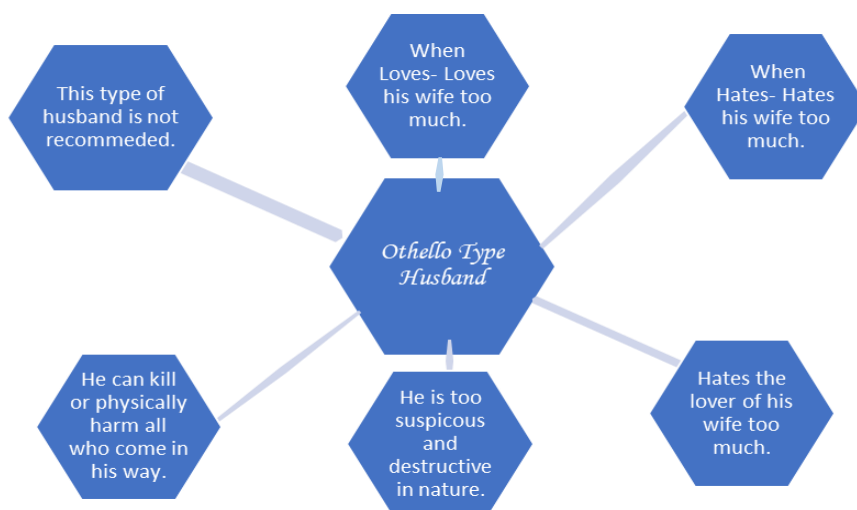 This type of
husband is not
recommeded.
When
Loves- Loves
his wife too
much.
When
Hates- Hates
his wife too
much.
Othello Type
Husband
He can kill
or physically
harm all
who come in
his way.
He is too
suspicous
and
destructive
in nature.
Hates the
lover of his
wife too
much.